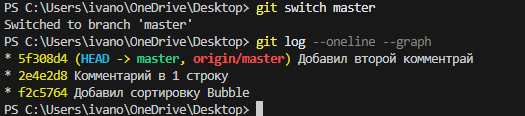 PS C:\Users\ivano\OneDrive\Desktop> git switch master
Switched to branch 'master'
PS C:\Users\ivano\OneDrive\Desktop> git log --oneline --graph
* 5f308d4 (HEAD -> master, origin/master) Добавил второй комментрай
* 2e4e2d8 Комментарий в 1 строку
* f2c5764 Добавил сортировку Bubble
PS C:\Users\ivano\OneDrive\Desktop>